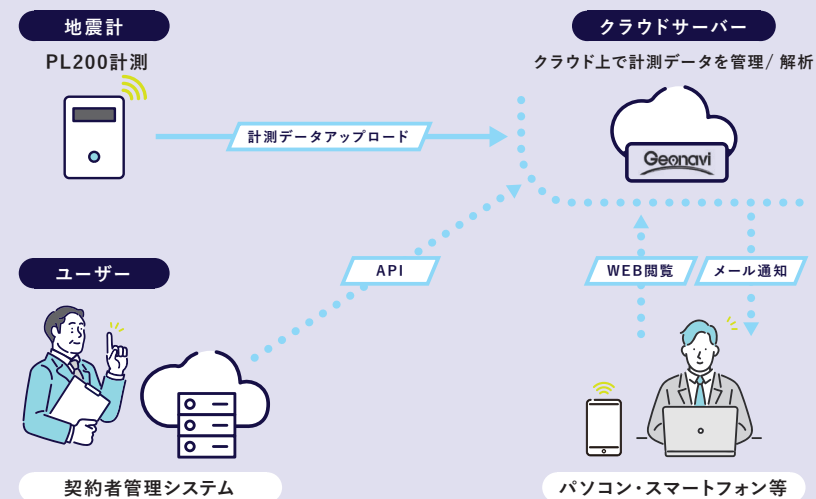 地震計
PL200計測
計測データアップロード
クラウドサーバー
クラウド上で計測データを管理/ 解析
Geonavi
API
WEB閲覧
メール通知
ユーザー
契約者管理システム
パソコン・スマートフォン等